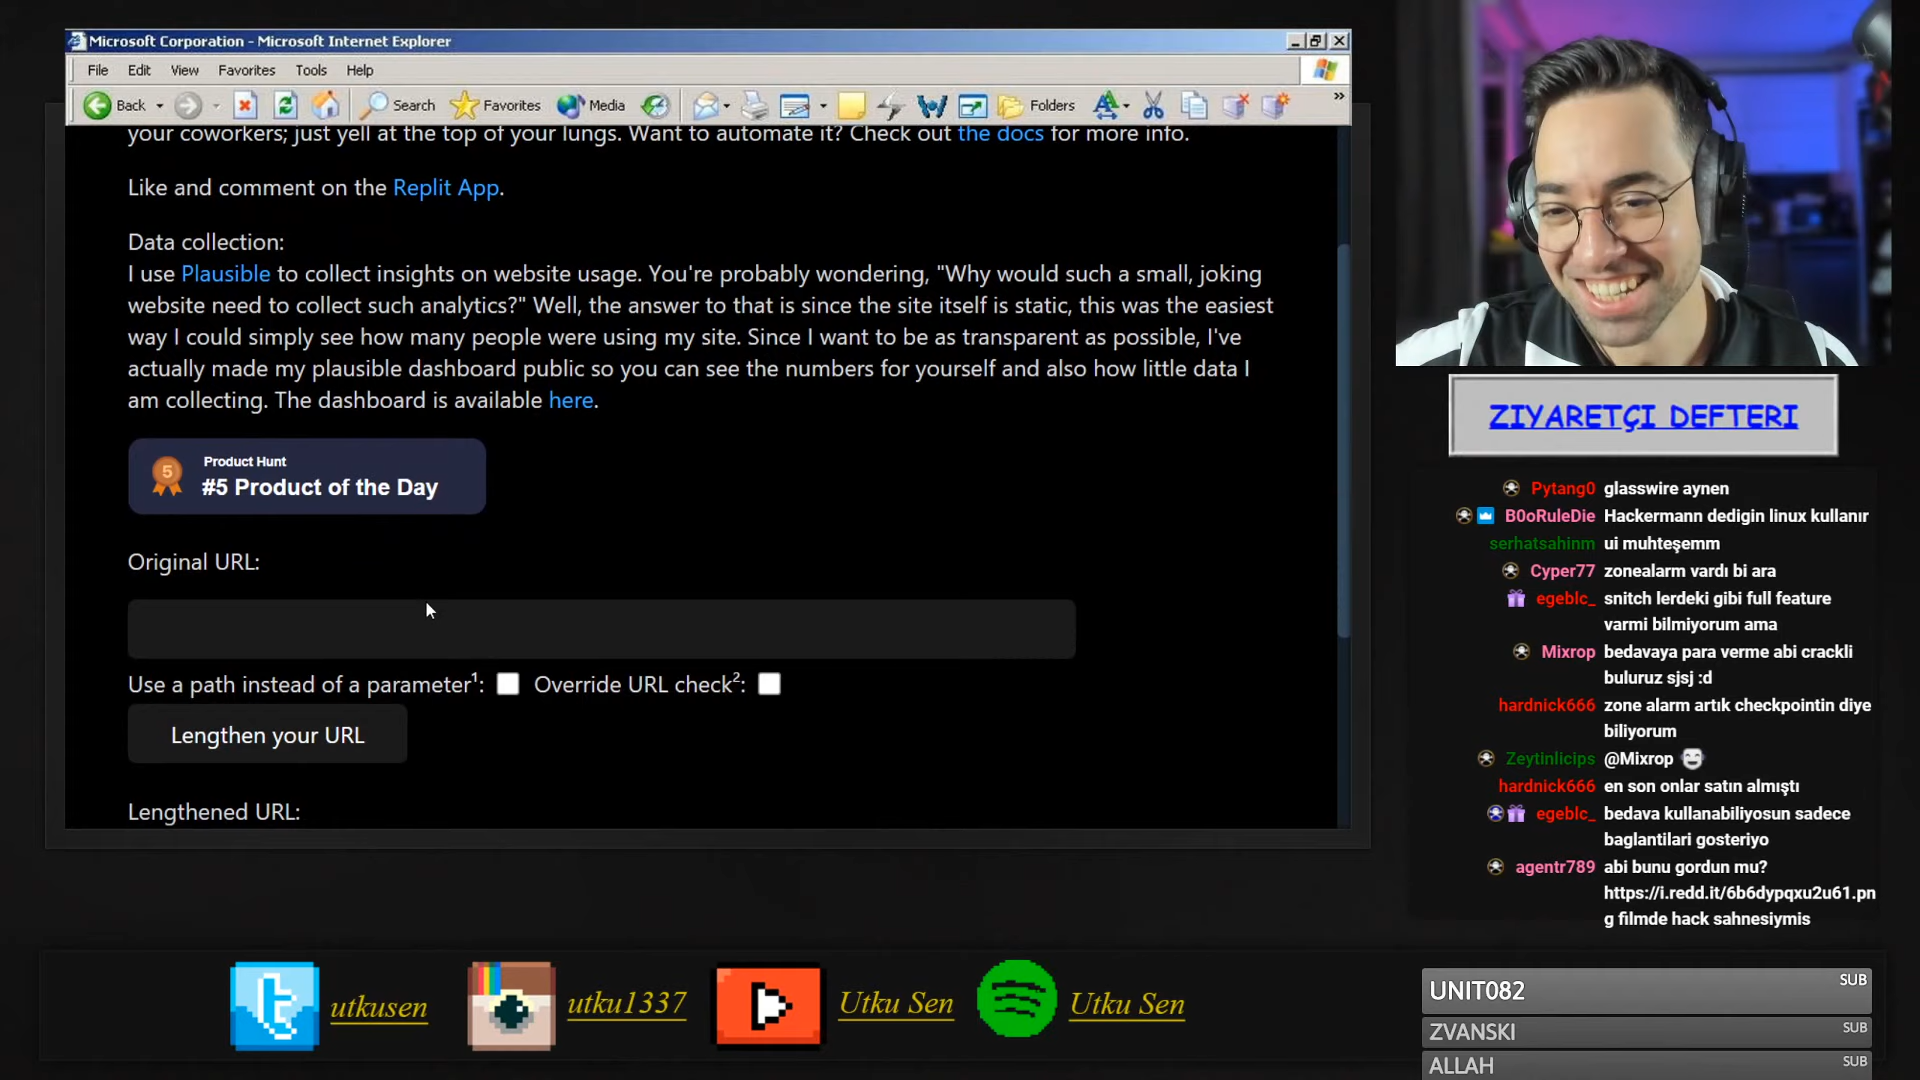 Microsoft Corporation - Microsoft Internet Explorer
File Edit View Favorites Tools Help
Back Search Favorites Media Folders »
your coworkers; just yell at the top of your lungs. Want to automate it? Check out the docs for more info.
Like and comment on the Replit App.
Data collection:
I use Plausible to collect insights on website usage. You're probably wondering, "Why would such a small, joking
website need to collect such analytics?" Well, the answer to that is since the site itself is static, this was the easiest
way I could simply see how many people were using my site. Since I want to be as transparent as possible, I've
actually made my plausible dashboard public so you can see the numbers for yourself and also how little data I
am collecting. The dashboard is available here.
5
Product Hunt
#5 Product of the Day
Original URL:
Use a path instead of a parameter¹: Override URL check²:
Lengthen your URL
Lengthened URL:
ZIYARETÇI DEFTERI
Pytang0 glasswire aynen
B0oRuleDie Hackermann dedigin linux kullanır
serhatsahinm ui muhteşemm
Cyper77 zonealarm vardı bi ara
egeblc_ snitch lerdeki gibi full feature
varmi bilmiyorum ama
Mixrop bedavaya para verme abi crackli
buluruz sjsj :d
hardnick666 zone alarm artık checkpointin diye
biliyorum
Zeytinlicips @Mixrop
hardnick666 en son onlar satın almıştı
egeblc_ bedava kullanabiliyosun sadece
baglantilari gosteriyo
agentr789 abi bunu gordun mu?
https://i.redd.it/6b6dypqxu2u61.pn
g filmde hack sahnesiymis
utkusen utku1337 Utku Sen Utku Sen
UNIT082 SUB
ZVANSKI SUB
ALLAH SUB